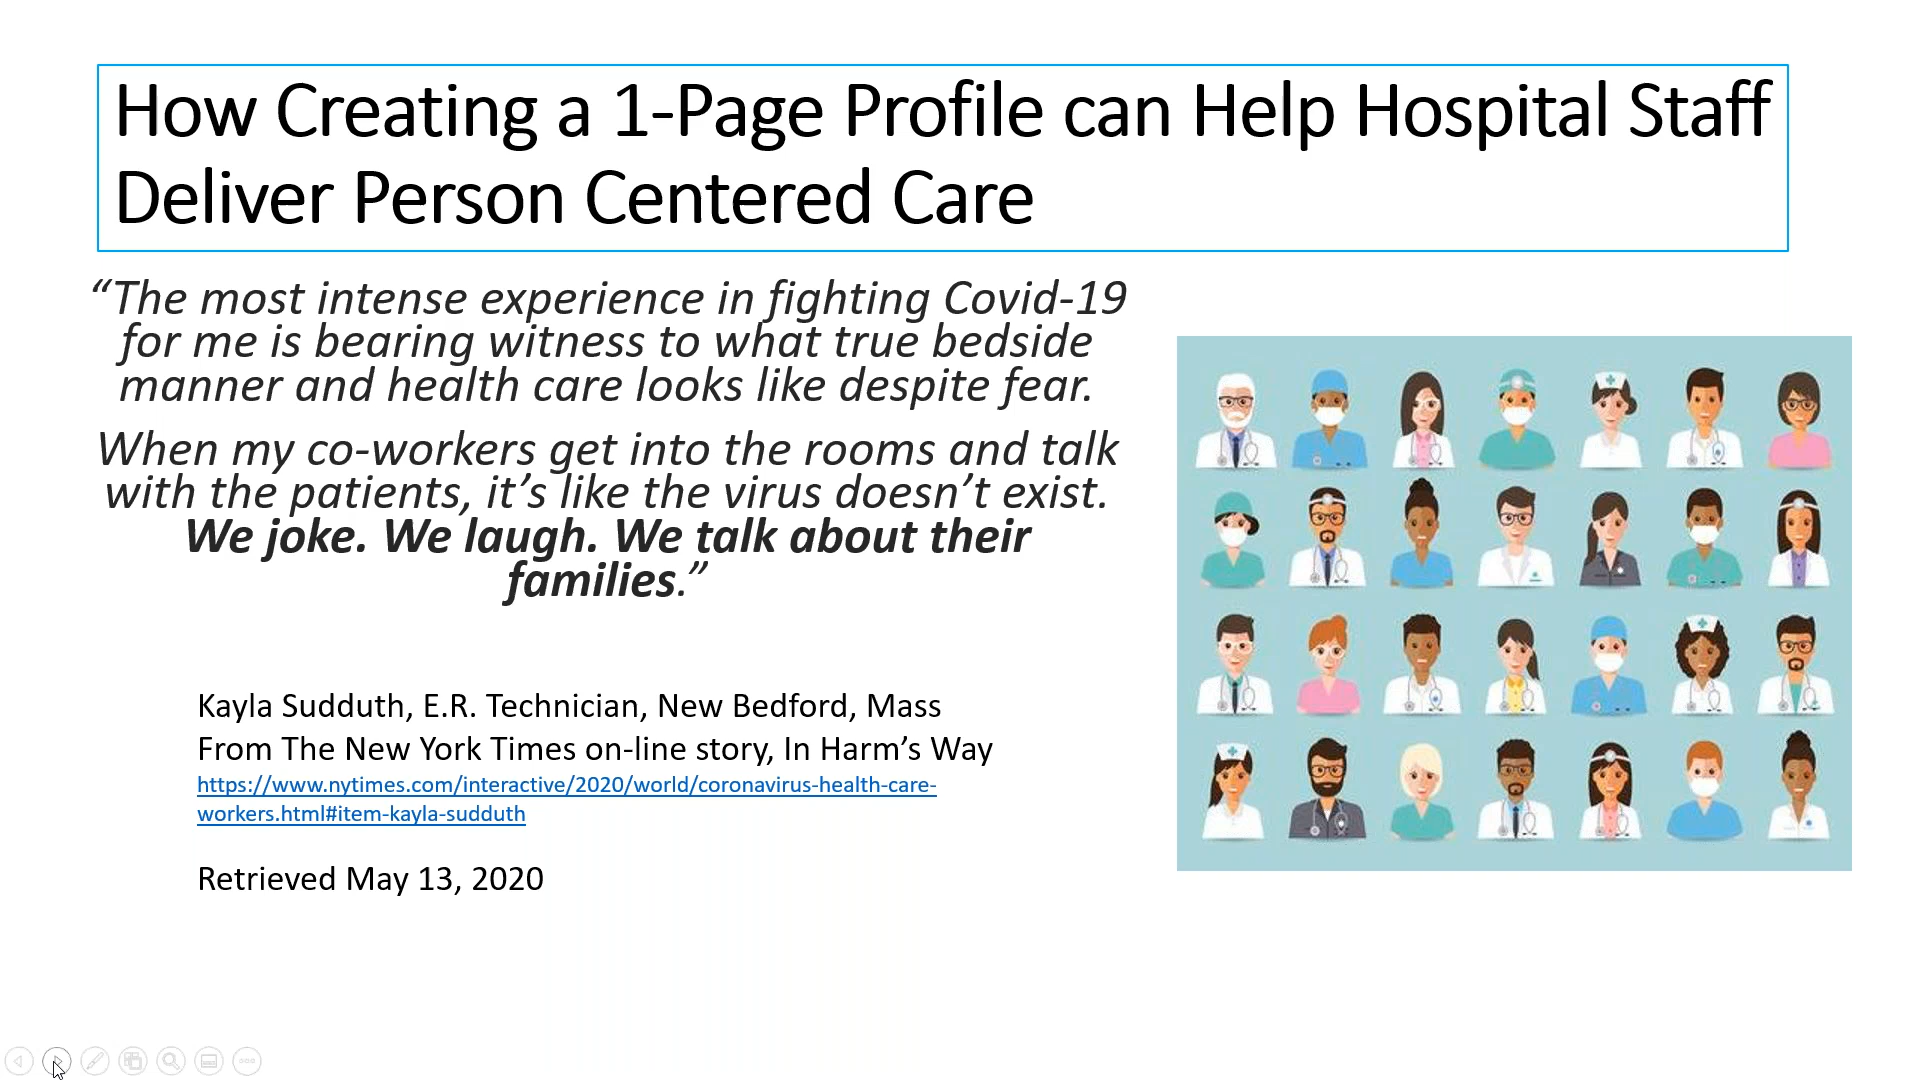 How Creating a 1-Page Profile can Help Hospital Staff
Deliver Person Centered Care
“The most intense experience in fighting Covid-19
for me is bearing witness to what true bedside
manner and health care looks like despite fear.
When my co-workers get into the rooms and talk
with the patients, it’s like the virus doesn’t exist.
We joke. We laugh. We talk about their
families.”
Kayla Sudduth, E.R. Technician, New Bedford, Mass
From The New York Times on-line story, In Harm’s Way
https://www.nytimes.com/interactive/2020/world/coronavirus-health-care-
workers.html#item-kayla-sudduth
Retrieved May 13, 2020